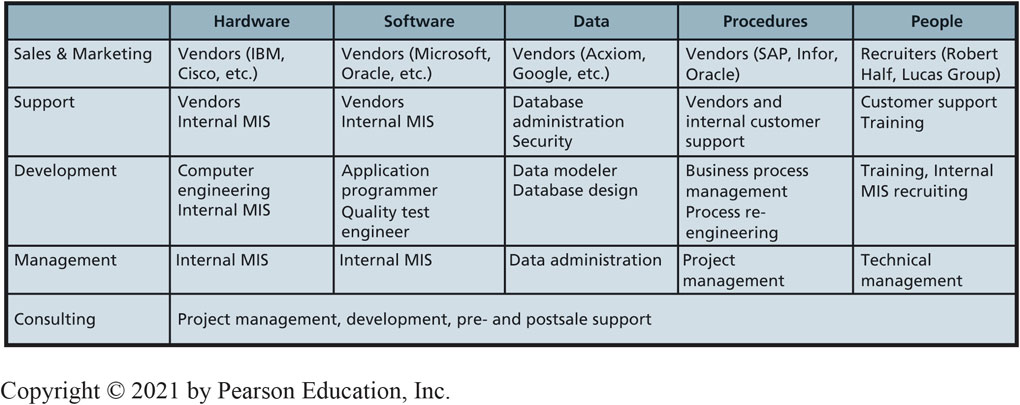 Hardware Software Data Procedures People
Sales & Marketing Vendors (IBM, Vendors (Microsoft, Vendors (Acxiom, Vendors (SAP, Infor, Recruiters (Robert
Cisco, etc.) Oracle, etc.) Google, etc.) Oracle) Half, Lucas Group)
Support Vendors Vendors Database Vendors and Customer support
Internal MIS Internal MIS administration internal customer Training
Security support
Development Computer Application Data modeler Business process Training, Internal
engineering programmer Database design management MIS recruiting
Internal MIS Quality test Process re-
engineer engineering
Management Internal MIS Internal MIS Data administration Project Technical
management management
Consulting Project management, development, pre- and postsale support
Copyright © 2021 by Pearson Education, Inc.